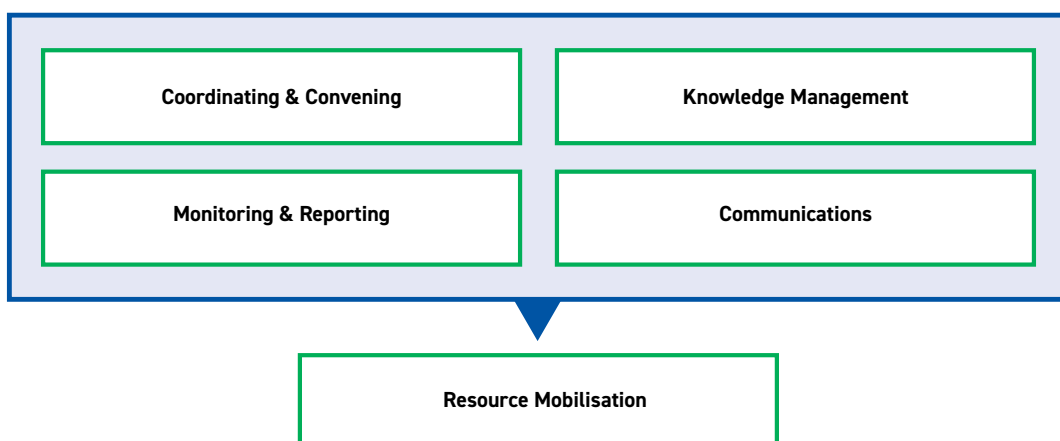 Coordinating & Convening
Knowledge Management
Monitoring & Reporting
Communications
Resource Mobilisation